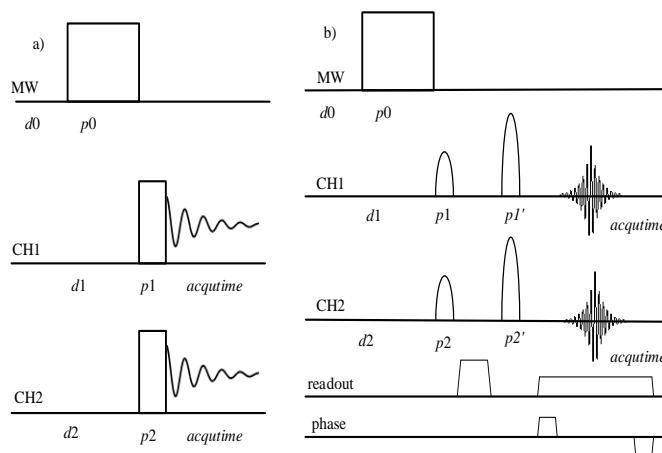 a)
MW
d0 p0
CH1
d1 p1 acqutime
CH2
d2 p2 acqutime
b)
MW
d0 p0
CH1
d1 p1 p1' acqutime
CH2
d2 p2 p2' acqutime
readout
phase